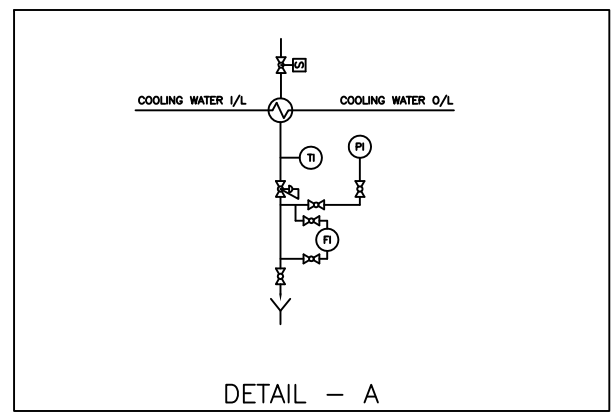 S
COOLING WATER I/L
COOLING WATER O/L
TI
PI
FI
DETAIL - A